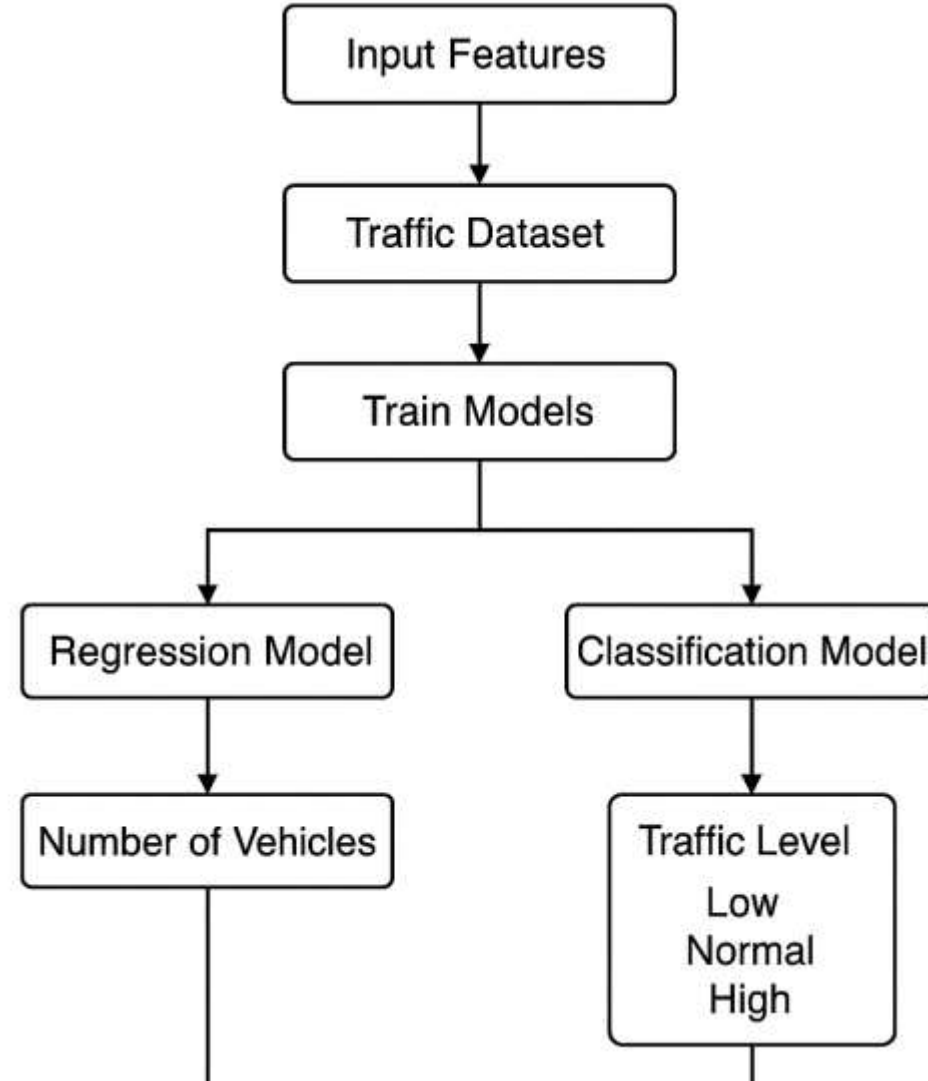 Input Features
Traffic Dataset
Train Models
Regression Model
Classification Model
Number of Vehicles
Traffic Level
Low
Normal
High